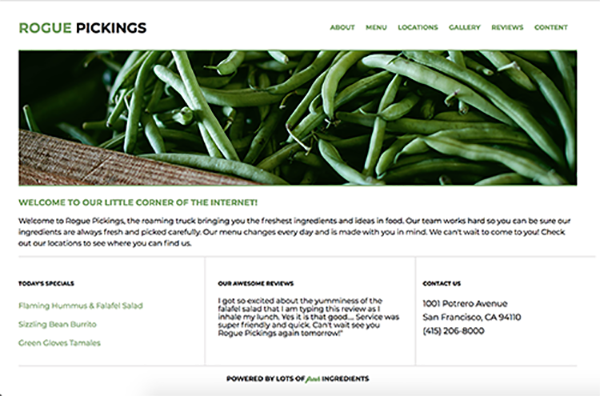 ROGUE PICKINGS
ABOUT MENU LOCATIONS GALLERY REVIEWS CONTENT
WELCOME TO OUR LITTLE CORNER OF THE INTERNET!
Welcome to Rogue Pickings, the roaming truck bringing you the freshest ingredients and ideas in food. Our team works hard so you can be sure our
ingredients are always fresh and picked carefully. Our menu changes every day and is made with you in mind. We can't wait to come to you! Check
out our locations to see where you can find us.
TODAY'S SPECIALS
Flaming Hummus & Falafel Salad
Sizzling Bean Burrito
Green Gloves Tamales
OUR AWESOME REVIEWS
I got so excited about the yumminess of the
falafel salad that I am typing this review as I
inhale my lunch. Yes it is that good.... Service was
super friendly and quick. Can't wait see you
Rogue Pickings again tomorrow!"
CONTACT US
1001 Potrero Avenue
San Francisco, CA 94110
(415) 206-8000
POWERED BY LOTS OF fresh INGREDIENTS